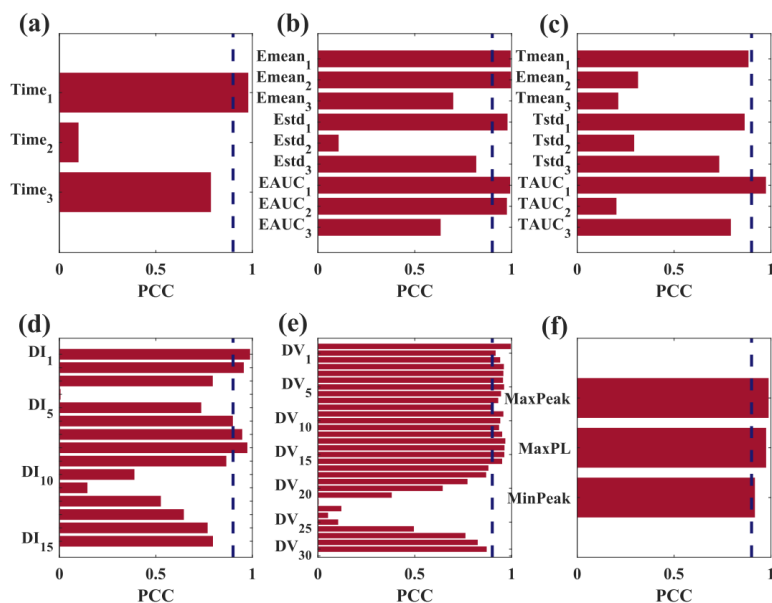 (a)
Time1
Time2
Time3
0
0.5
1
PCC
(b)
Emean1
Emean2
Emean3
Estd1
Estd2
Estd3
EAUC1
EAUC2
EAUC3
0
0.5
1
PCC
(c)
Tmean1
Emean2
Tmean3
Tstd1
Tstd2
Tstd3
TAUC1
TAUC2
TAUC3
0
0.5
1
PCC
(d)
DI1
DI5
DI10
DI15
0
0.5
1
PCC
(e)
DV1
DV5
DV10
DV15
DV20
DV25
DV30
0
0.5
1
PCC
(f)
MaxPeak
MaxPL
MinPeak
0
0.5
1
PCC